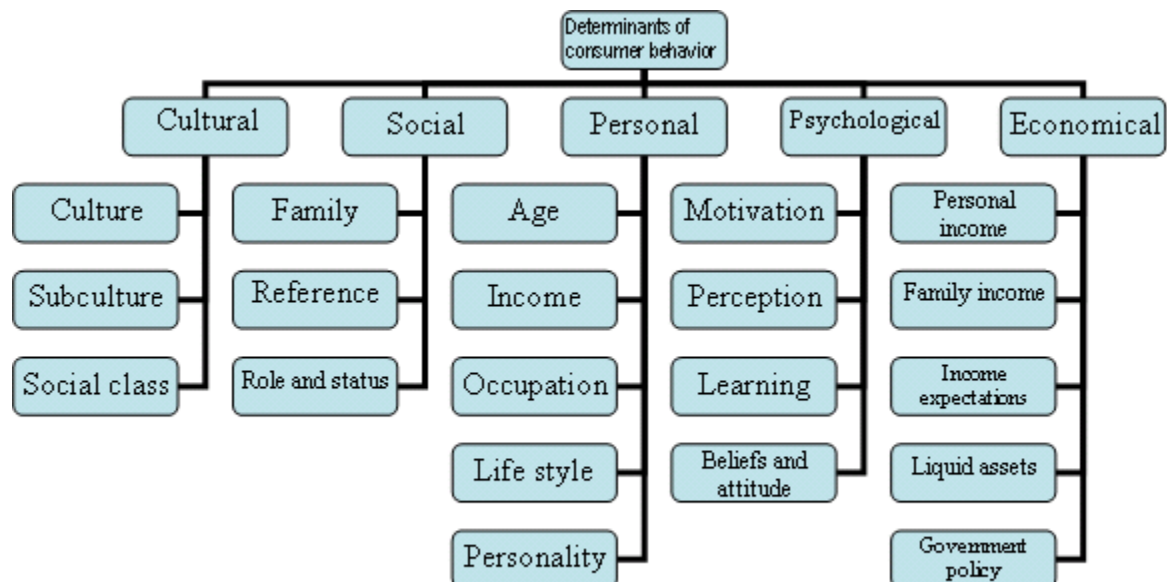 Determinants of
consumer behavior
Cultural
Social
Personal
Psychological
Economical
Culture
Subculture
Social class
Family
Reference
Role and status
Age
Income
Occupation
Life style
Personality
Motivation
Perception
Learning
Beliefs and
attitude
Personal
income
Family income
Income
expectations
Liquid assets
Government
policy